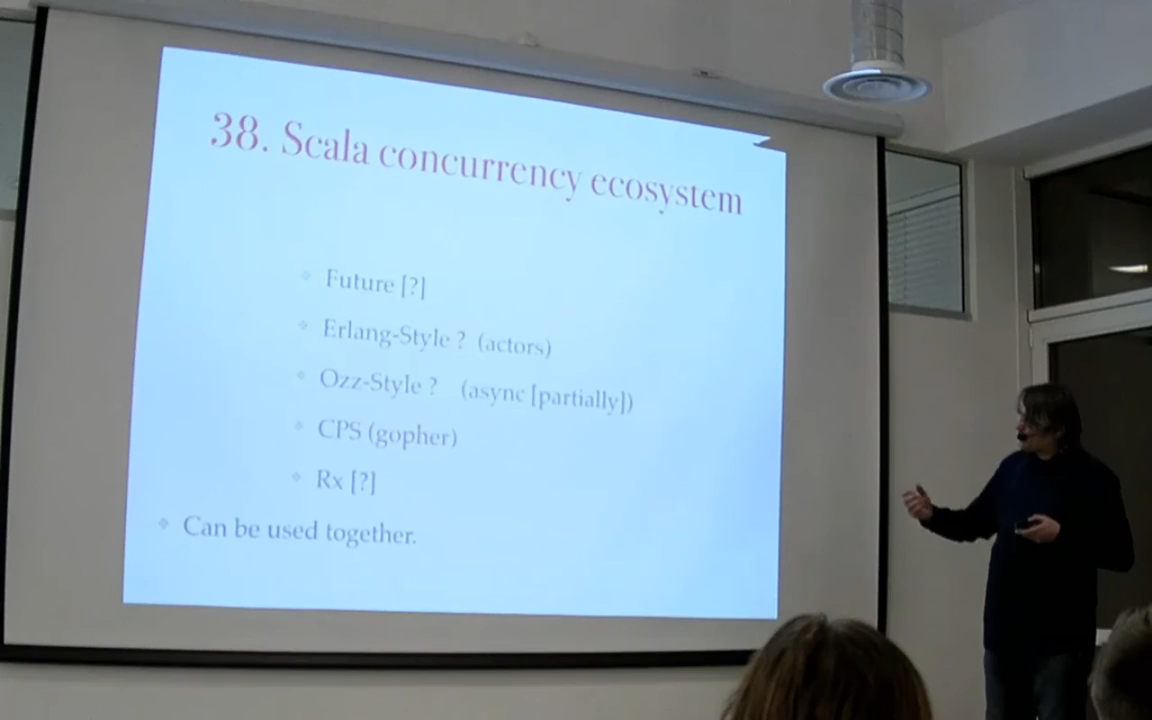 38. Scala concurrency ecosystem
Future [?]
Erlang-Style ? (actors)
Ozz-Style ? (async [partially])
CPS (gopher)
Rx [?]
Can be used together.